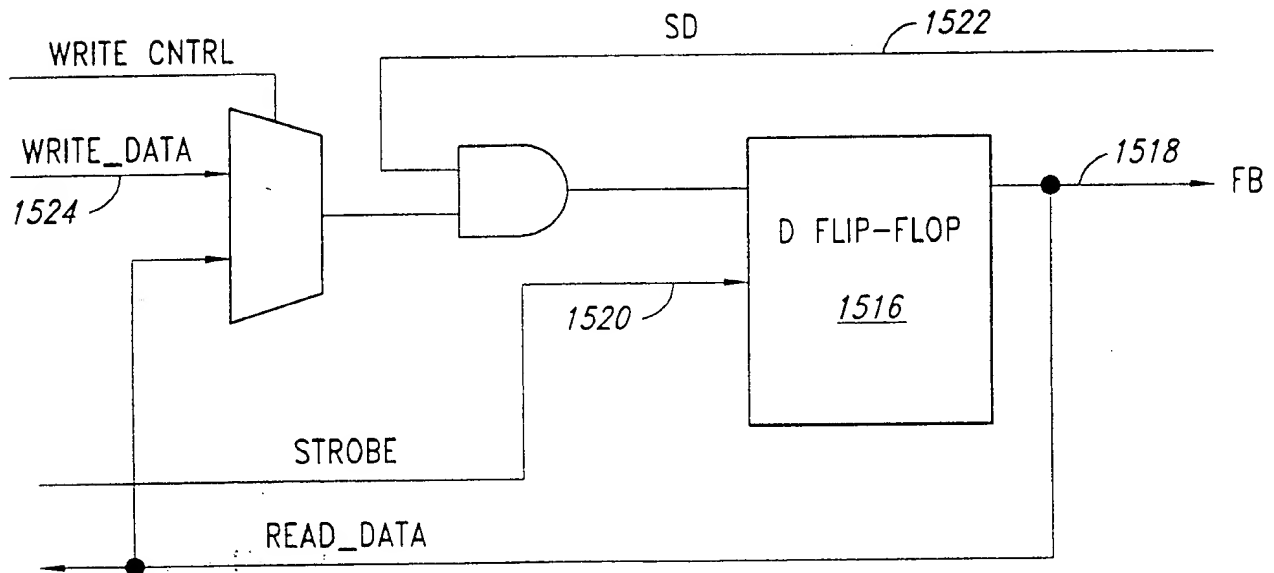 SD
1522
WRITE CNTRL
WRITE_DATA
1524
1518
FB
D FLIP-FLOP
1516
1520
STROBE
READ_DATA